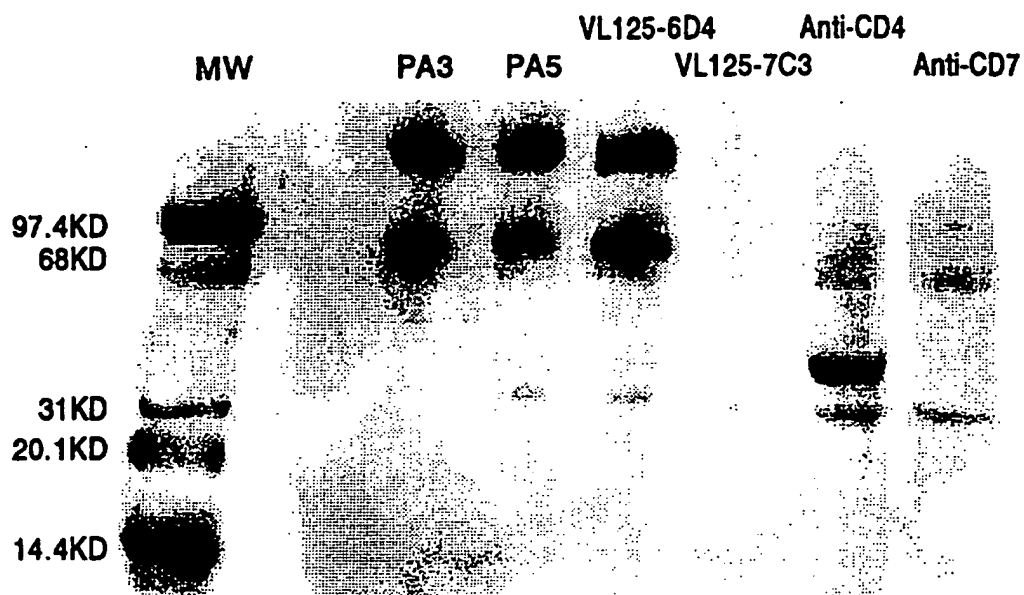 VL125-6D4 Anti-CD4
MW PA3 PA5 VL125-7C3 Anti-CD7
97.4KD
68KD
31KD
20.1KD
14.4KD